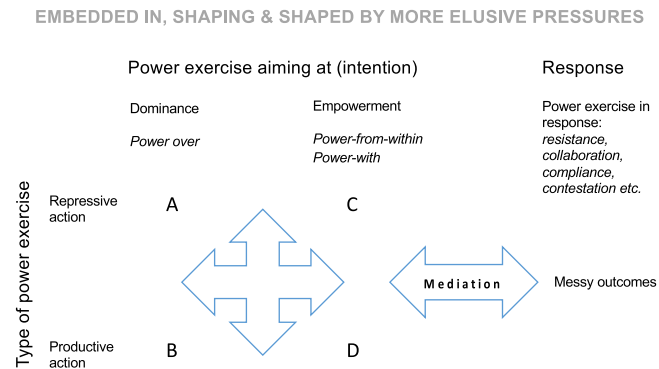 EMBEDDED IN, SHAPING & SHAPED BY MORE ELUSIVE PRESSURES
Power exercise aiming at (intention)
Response
Dominance
Power over
Empowerment
Power-from-within
Power-with
Power exercise in
response:
resistance,
collaboration,
compliance,
contestation etc.
Type of power exercise
Repressive
action
A
C
Mediation
Messy outcomes
Productive
action
B
D